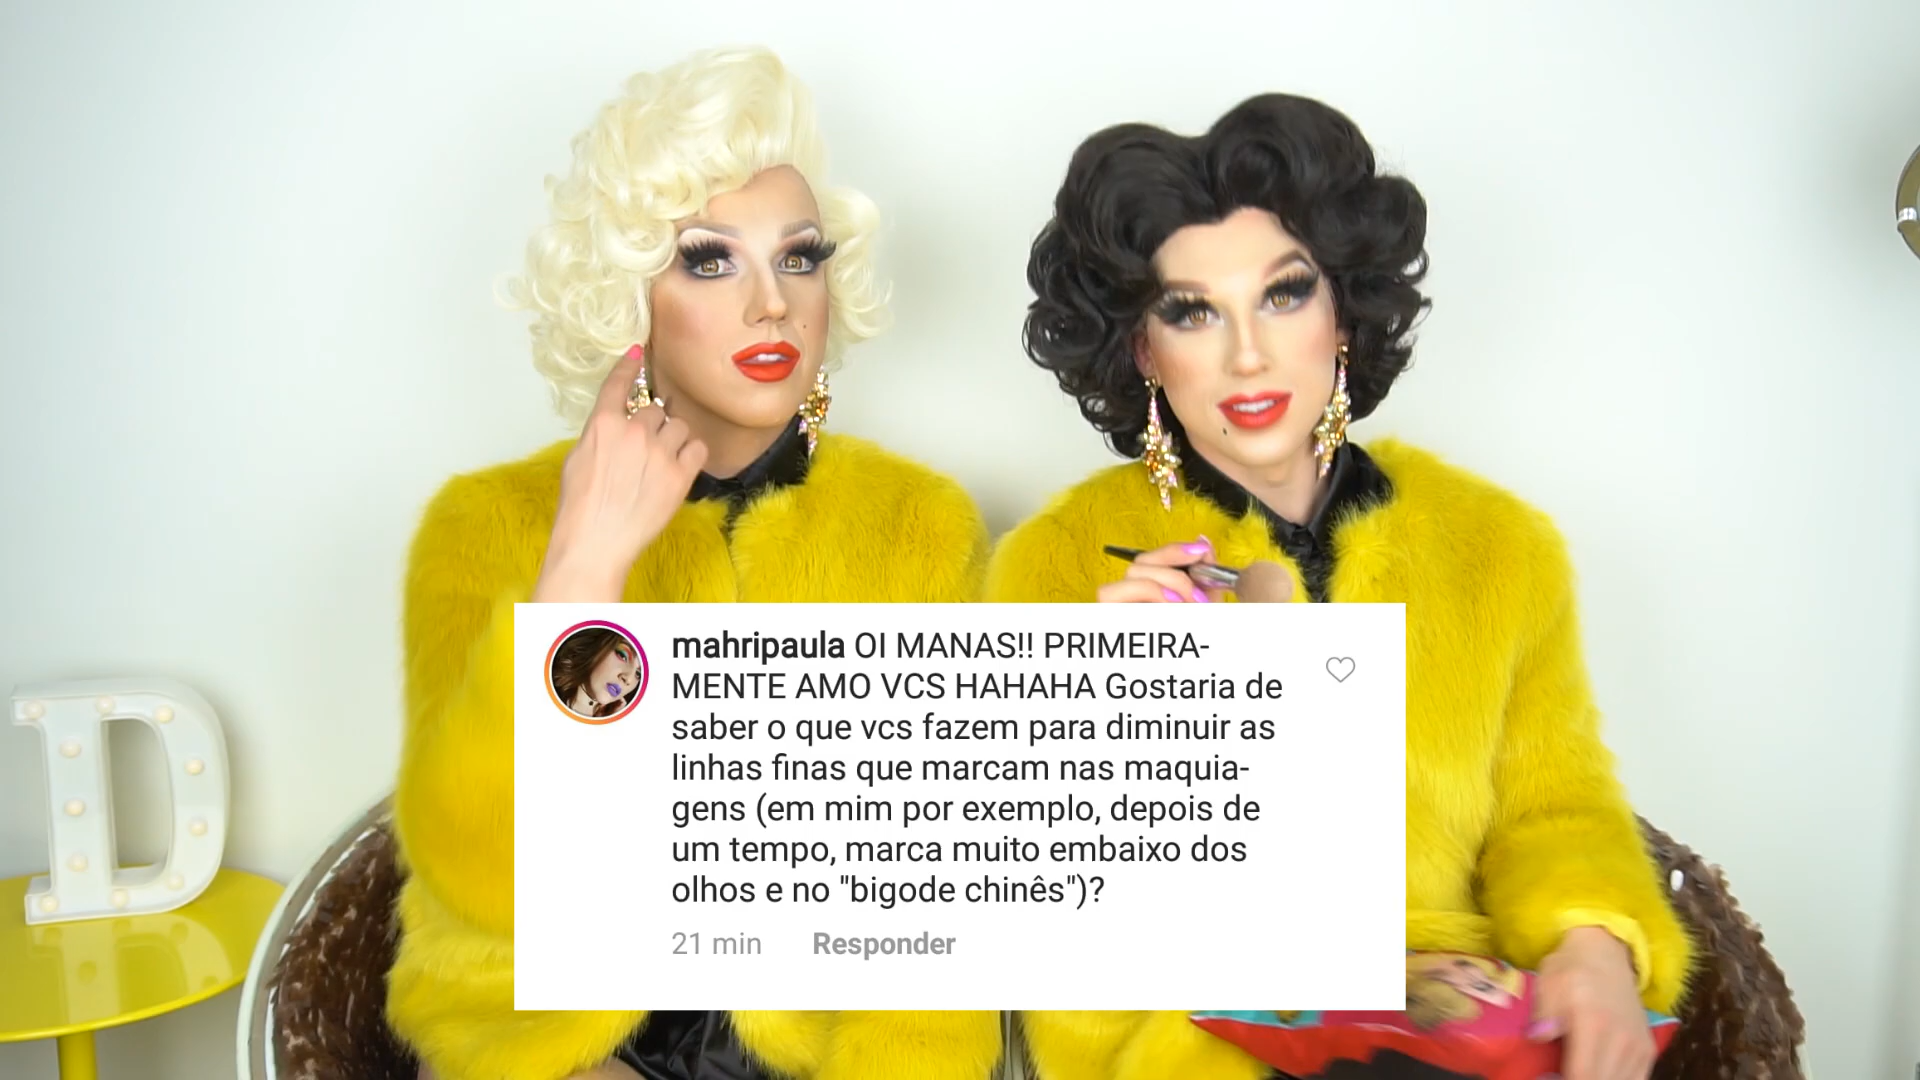 D
mahripaula OI MANAS!! PRIMEIRA-
MENTE AMO VCS HAHAHA Gostaria de
saber o que vcs fazem para diminuir as
linhas finas que marcam nas maquia-
gens (em mim por exemplo, depois de
um tempo, marca muito embaixo dos
olhos e no "bigode chinês")?
21 min Responder